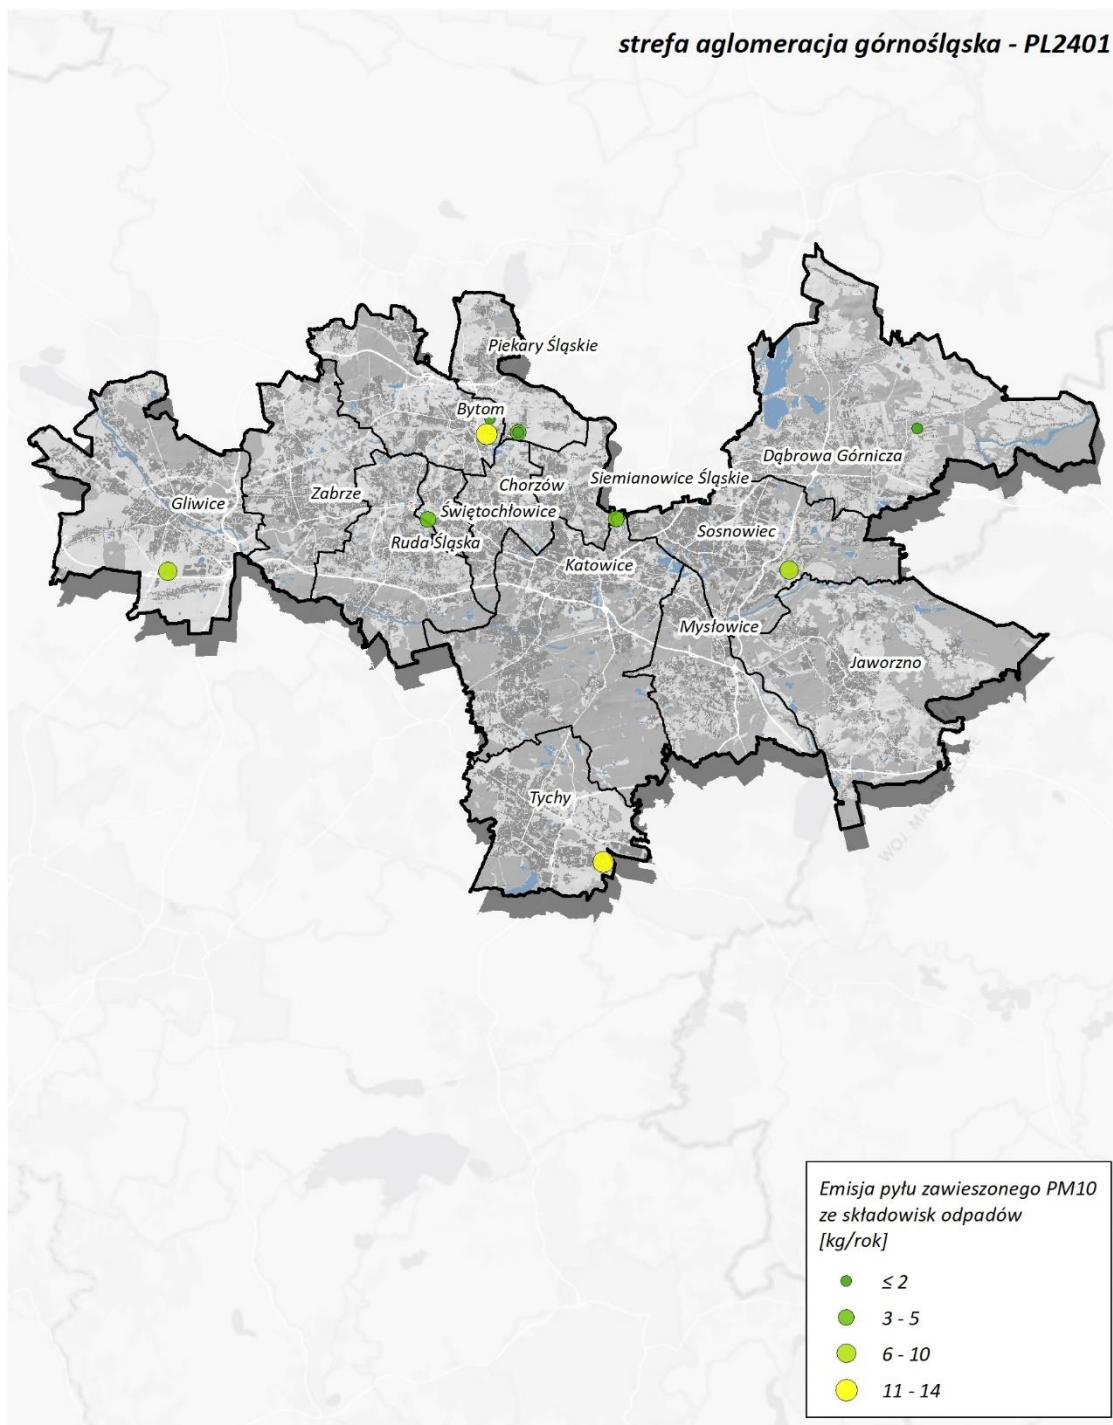 strefa aglomeracja górnośląska - PL2401
Piekary Śląskie
Bytom
Dąbrowa Górnicza
Siemianowice Śląskie
Chorzów
Zabrze
Gliwice
Świętochłowice
Sosnowiec
Ruda Śląska
Katowice
Mysłowice
Jaworzno
Tychy
Emisja pyłu zawieszonego PM10
ze składowisk odpadów
[kg/rok]
≤ 2
3 - 5
6 - 10
11 - 14